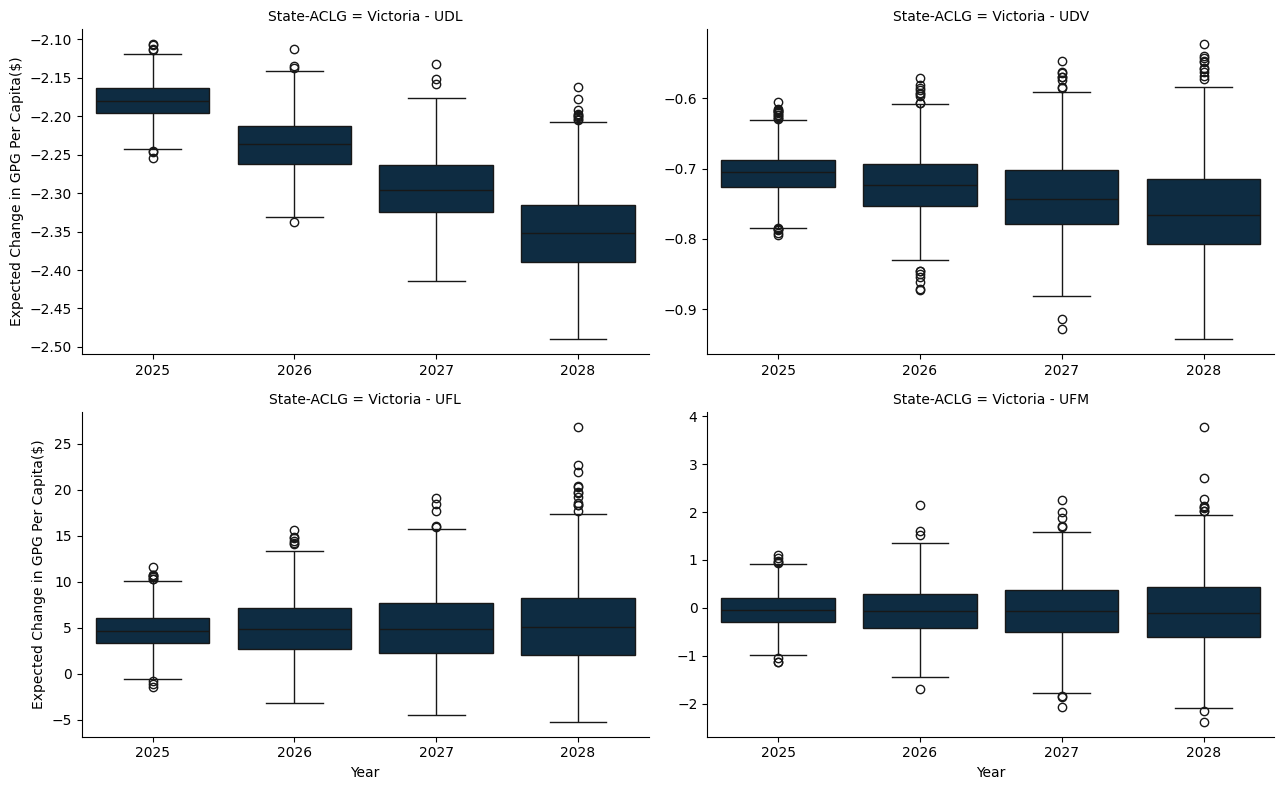 State-ACLG = Victoria - UDL
Expected Change in GPG Per Capita($)
−2.10
−2.15
−2.20
−2.25
−2.30
−2.35
−2.40
−2.45
−2.50
2025 2026 2027 2028
State-ACLG = Victoria - UDV
−0.6
−0.7
−0.8
−0.9
2025 2026 2027 2028
State-ACLG = Victoria - UFL
Expected Change in GPG Per Capita($)
25
20
15
10
5
0
−5
2025 2026 2027 2028
Year
State-ACLG = Victoria - UFM
4
3
2
1
0
−1
−2
2025 2026 2027 2028
Year